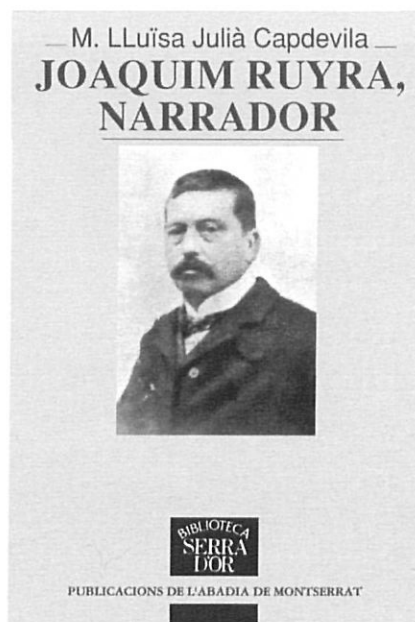 M. LLuïsa Julià Capdevila
JOAQUIM RUYRA,
NARRADOR
BIBLIOTECA
SERRA
D'OR
PUBLICACIONS DE L'ABADIA DE MONTSERRAT